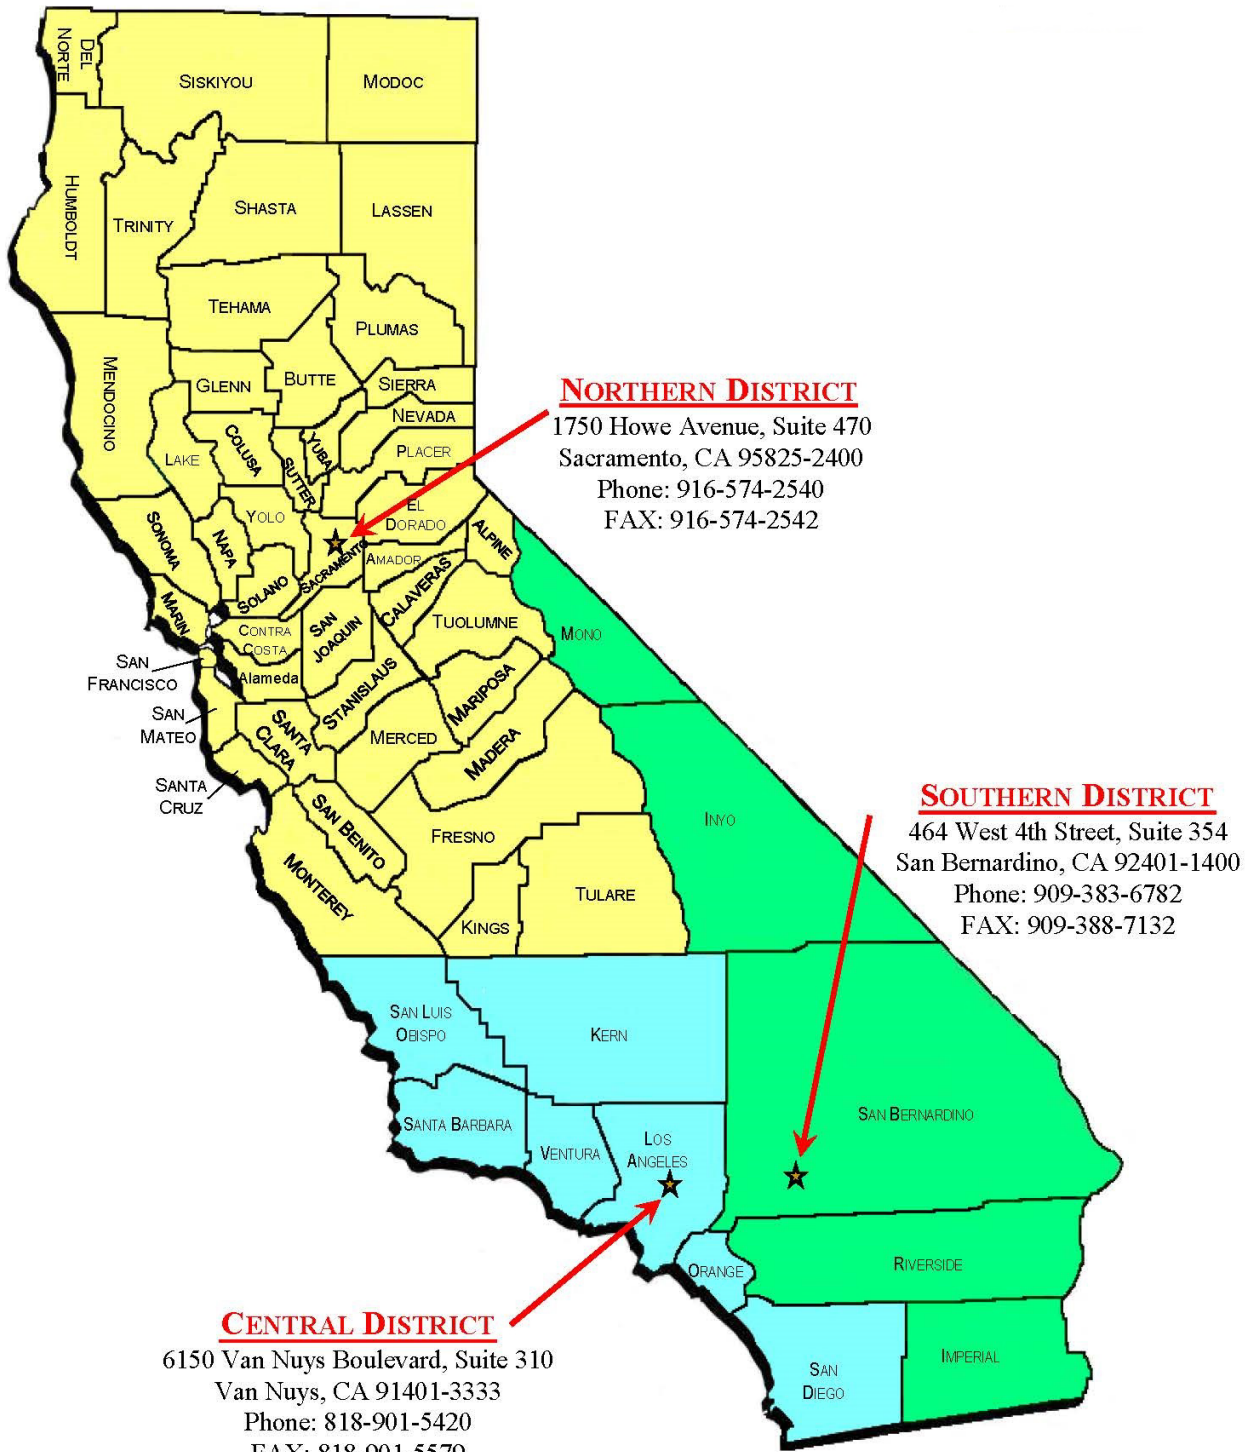 DEL
NORTE
SISKIYOU
MODOC
HUMBOLDT
TRINITY
SHASTA
LASSEN
TEHAMA
PLUMAS
MENDOCINO
GLENN
BUTTE
SIERRA
NEVADA
PLACER
LAKE
COLUSA
SUTTER
YUBA
NORTHERN DISTRICT
1750 Howe Avenue, Suite 470
Sacramento, CA 95825-2400
Phone: 916-574-2540
FAX: 916-574-2542
SONOMA
NAPA
YOLO
EL
DORADO
ALPINE
SACRAMENTO
AMADOR
SOLANO
CALAVERAS
MARIN
CONTRA
COSTA
SAN
JOAQUIN
TUOLUMNE
MONO
SAN
FRANCISCO
Alameda
STANISLAUS
MARIPOSA
SAN
MATEO
SANTA
CLARA
MERCED
MADERA
SANTA
CRUZ
SAN BENITO
FRESNO
INYO
MONTEREY
KINGS
TULARE
SOUTHERN DISTRICT
464 West 4th Street, Suite 354
San Bernardino, CA 92401-1400
Phone: 909-383-6782
FAX: 909-388-7132
SAN LUIS
OBISPO
KERN
SAN BERNARDINO
SANTA BARBARA
VENTURA
LOS
ANGELES
ORANGE
RIVERSIDE
SAN
DIEGO
IMPERIAL
CENTRAL DISTRICT
6150 Van Nuys Boulevard, Suite 310
Van Nuys, CA 91401-3333
Phone: 818-901-5420
FAX: 818-901-5579